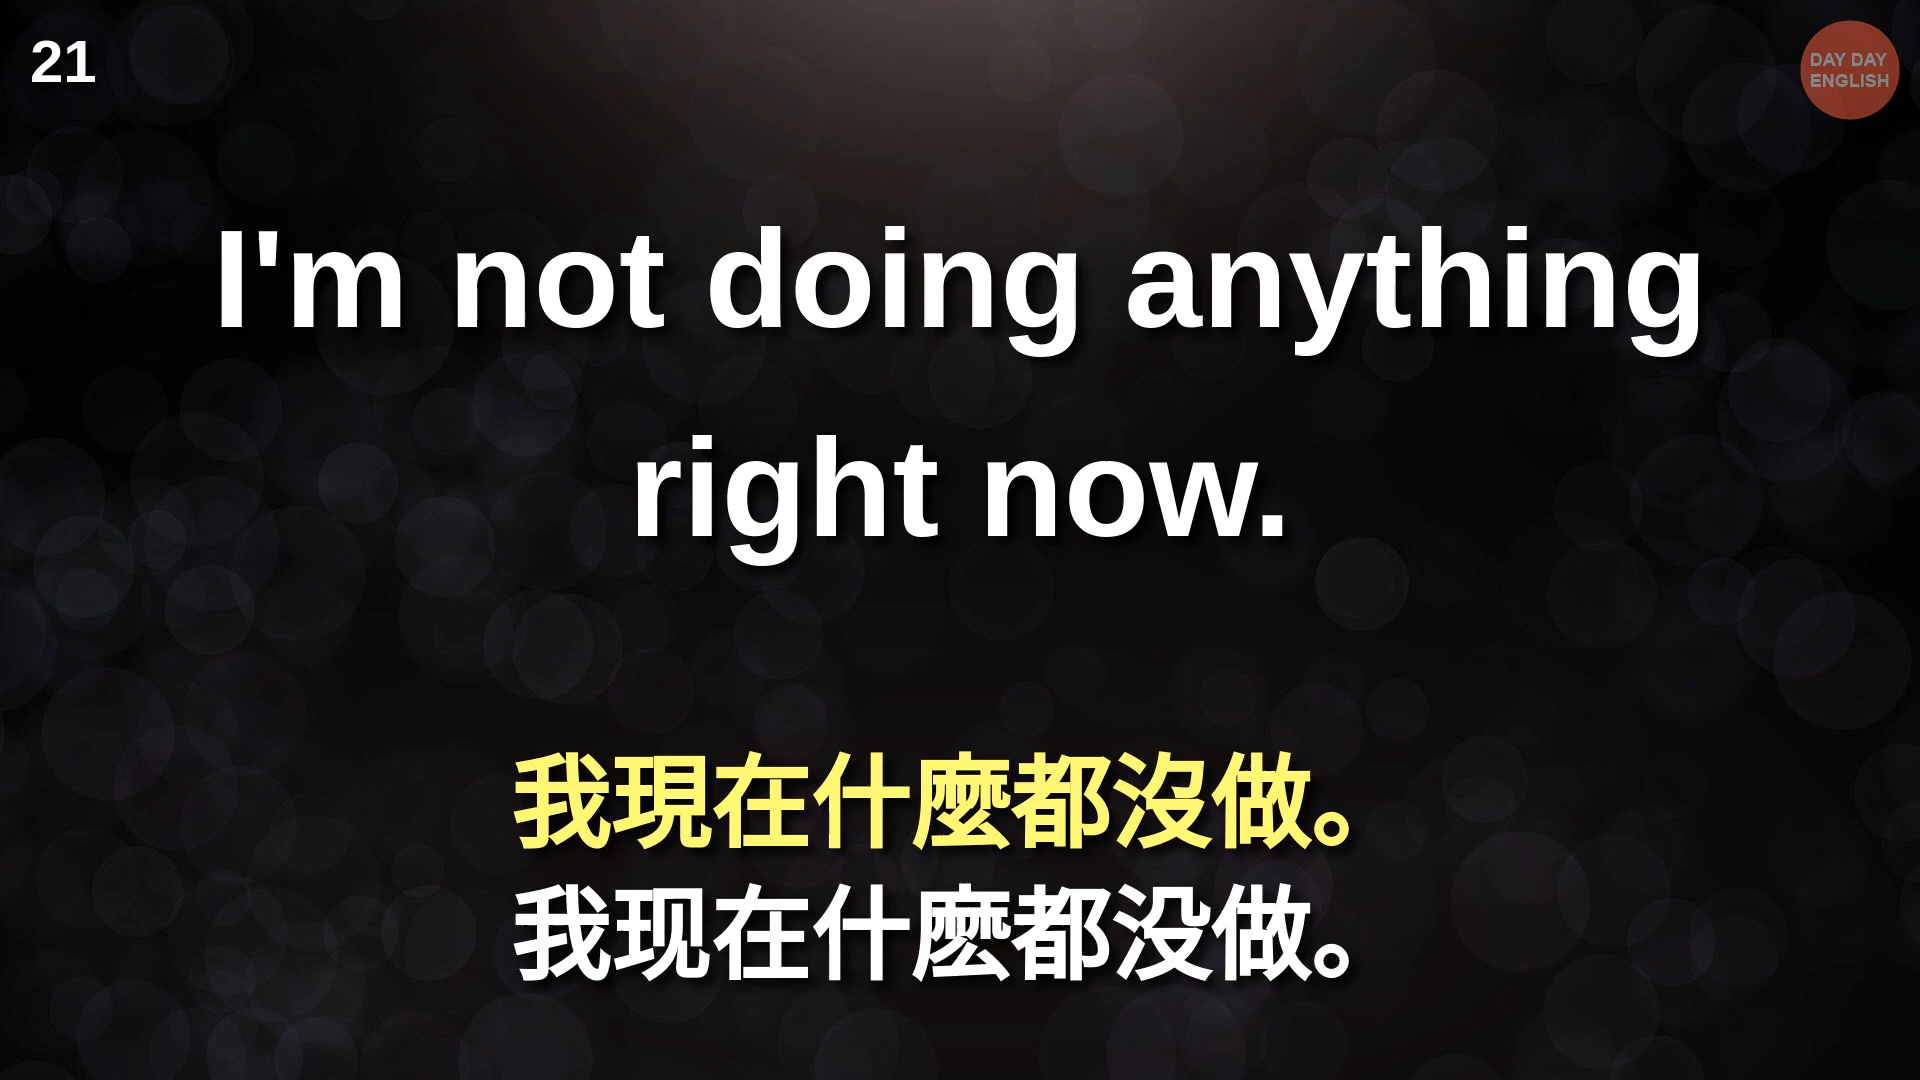 21
DAY DAY
ENGLISH
I'm not doing anything
right now.
我現在什麼都沒做。
我现在什麽都没做。